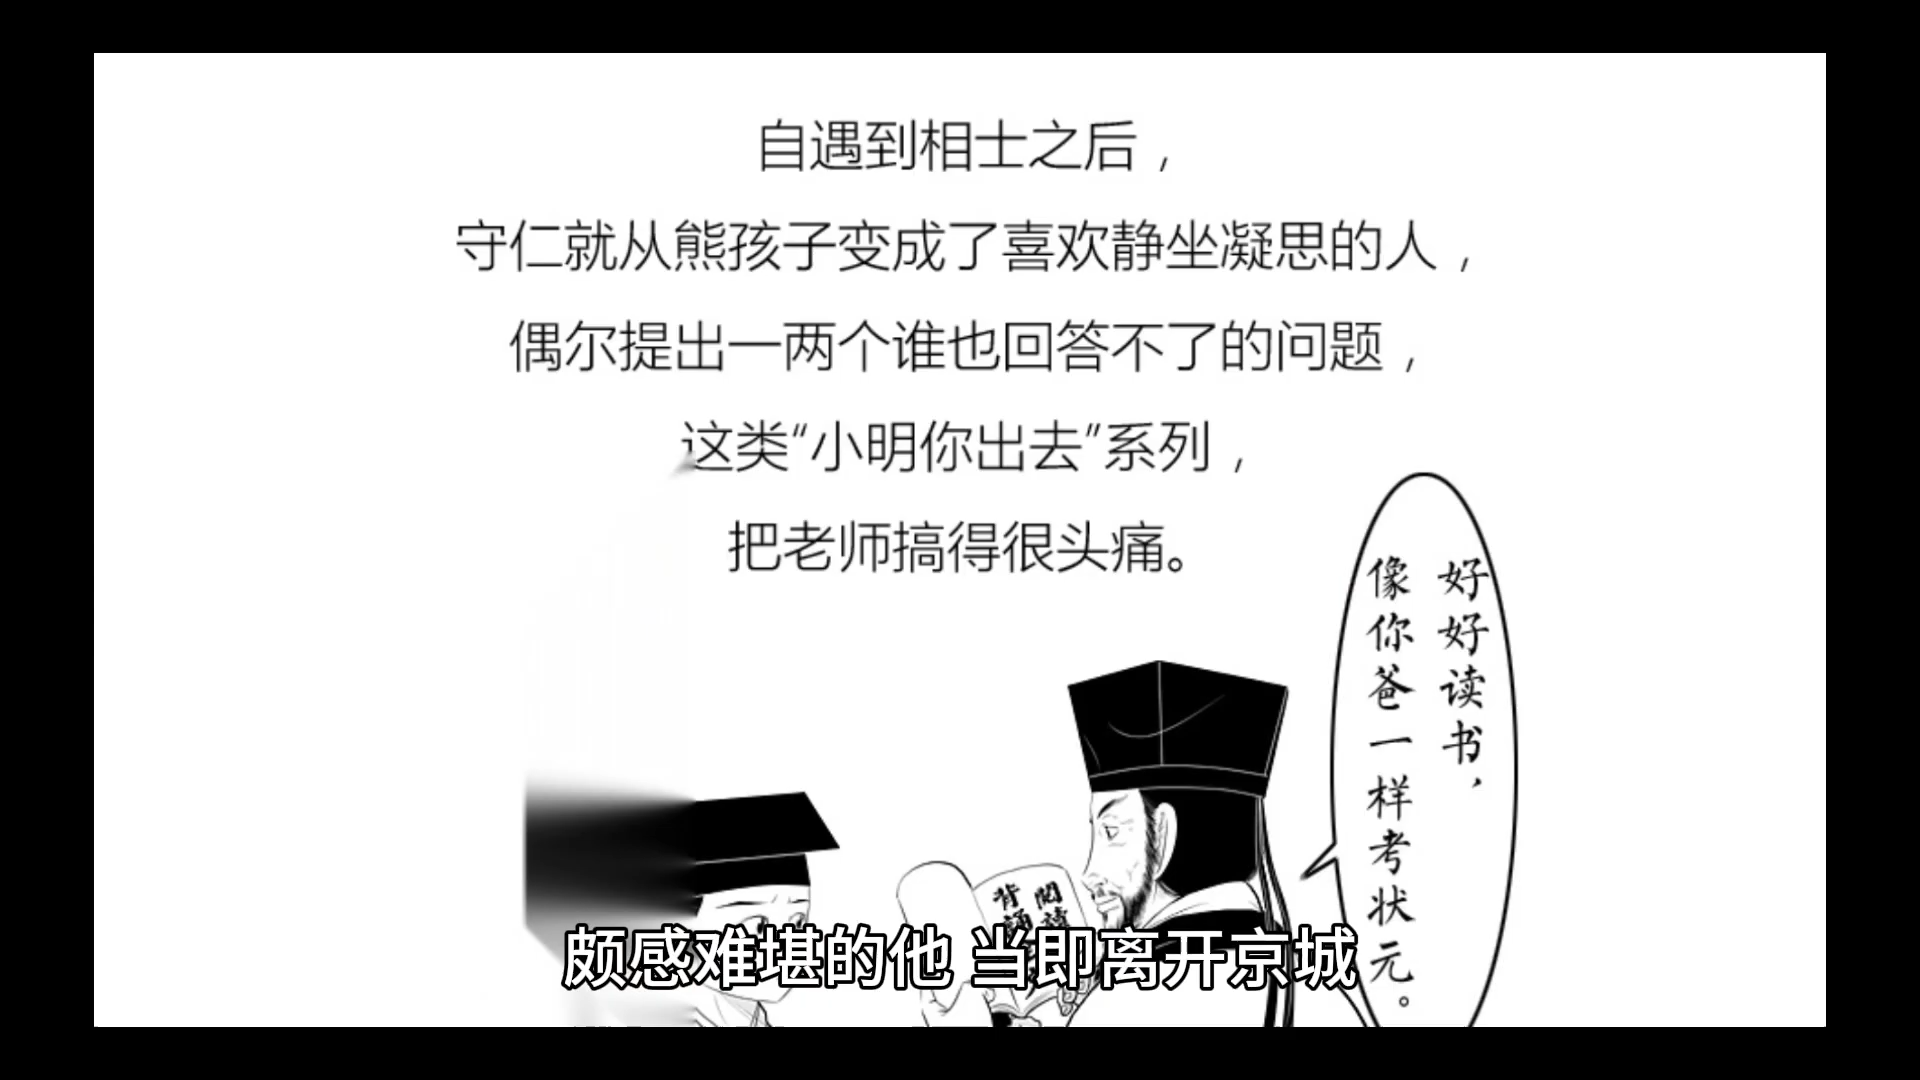 自遇到相士之后，
守仁就从熊孩子变成了喜欢静坐凝思的人，
偶尔提出一两个谁也回答不了的问题，
这类“小明你出去”系列，
把老师搞得很头痛。
好好读书，
像你爸一样考状元。
阅读
背诵
颇感难堪的他 当即离开京城